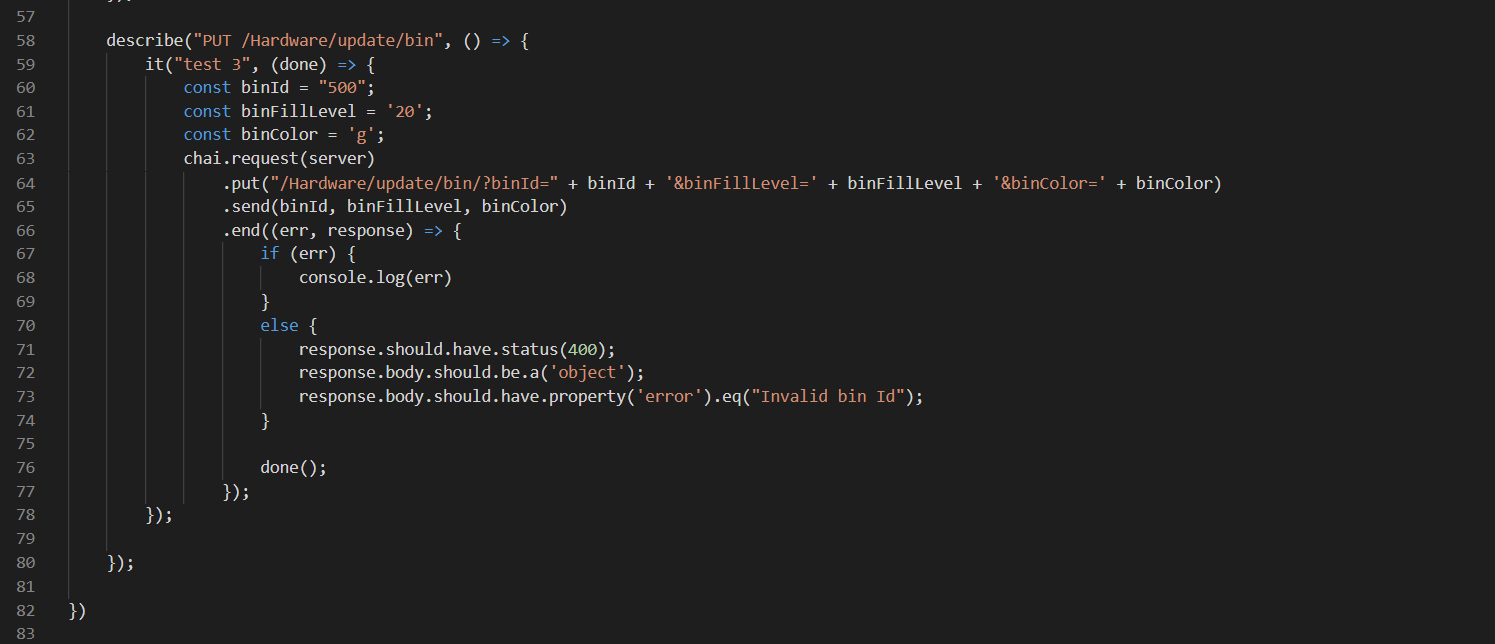 57
58 describe("PUT /Hardware/update/bin", () => {
59 it("test 3", (done) => {
60 const binId = "500";
61 const binFillLevel = '20';
62 const binColor = 'g';
63 chai.request(server)
64 .put("/Hardware/update/bin/?binId=" + binId + '&binFillLevel=' + binFillLevel + '&binColor=' + binColor)
65 .send(binId, binFillLevel, binColor)
66 .end((err, response) => {
67 if (err) {
68 console.log(err)
69 }
70 else {
71 response.should.have.status(400);
72 response.body.should.be.a('object');
73 response.body.should.have.property('error').eq("Invalid bin Id");
74 }
75
76 done();
77 });
78 });
79
80 });
81
82 })
83